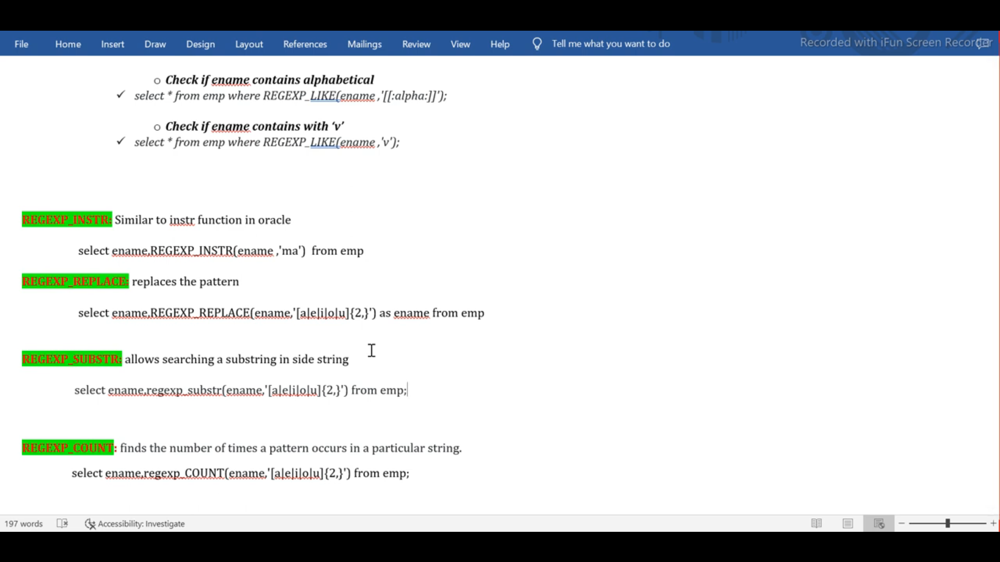 File Home Insert Draw Design Layout References Mailings Review View Help Tell me what you want to do
Recorded with iFun Screen Recorder
o Check if ename contains alphabetical
✓ select * from emp where REGEXP_LIKE(ename ,'[[:alpha:]]');
o Check if ename contains with ‘v’
✓ select * from emp where REGEXP_LIKE(ename ,'v');
REGEXP_INSTR: Similar to instr function in oracle
select ename,REGEXP_INSTR(ename ,'ma')  from emp
REGEXP_REPLACE: replaces the pattern
select ename,REGEXP_REPLACE(ename,'[a|e|i|o|u]{2,}') as ename from emp
REGEXP_SUBSTR: allows searching a substring in side string
select ename,regexp_substr(ename,'[a|e|i|o|u]{2,}') from emp;
REGEXP_COUNT: finds the number of times a pattern occurs in a particular string.
select ename,regexp_COUNT(ename,'[a|e|i|o|u]{2,}') from emp;
197 words Accessibility: Investigate